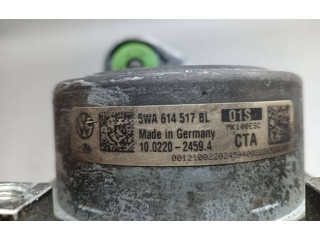 5WA 614 517 BL 01S
MK100ESC
Made in Germany
10.0220-2459.4 CTA